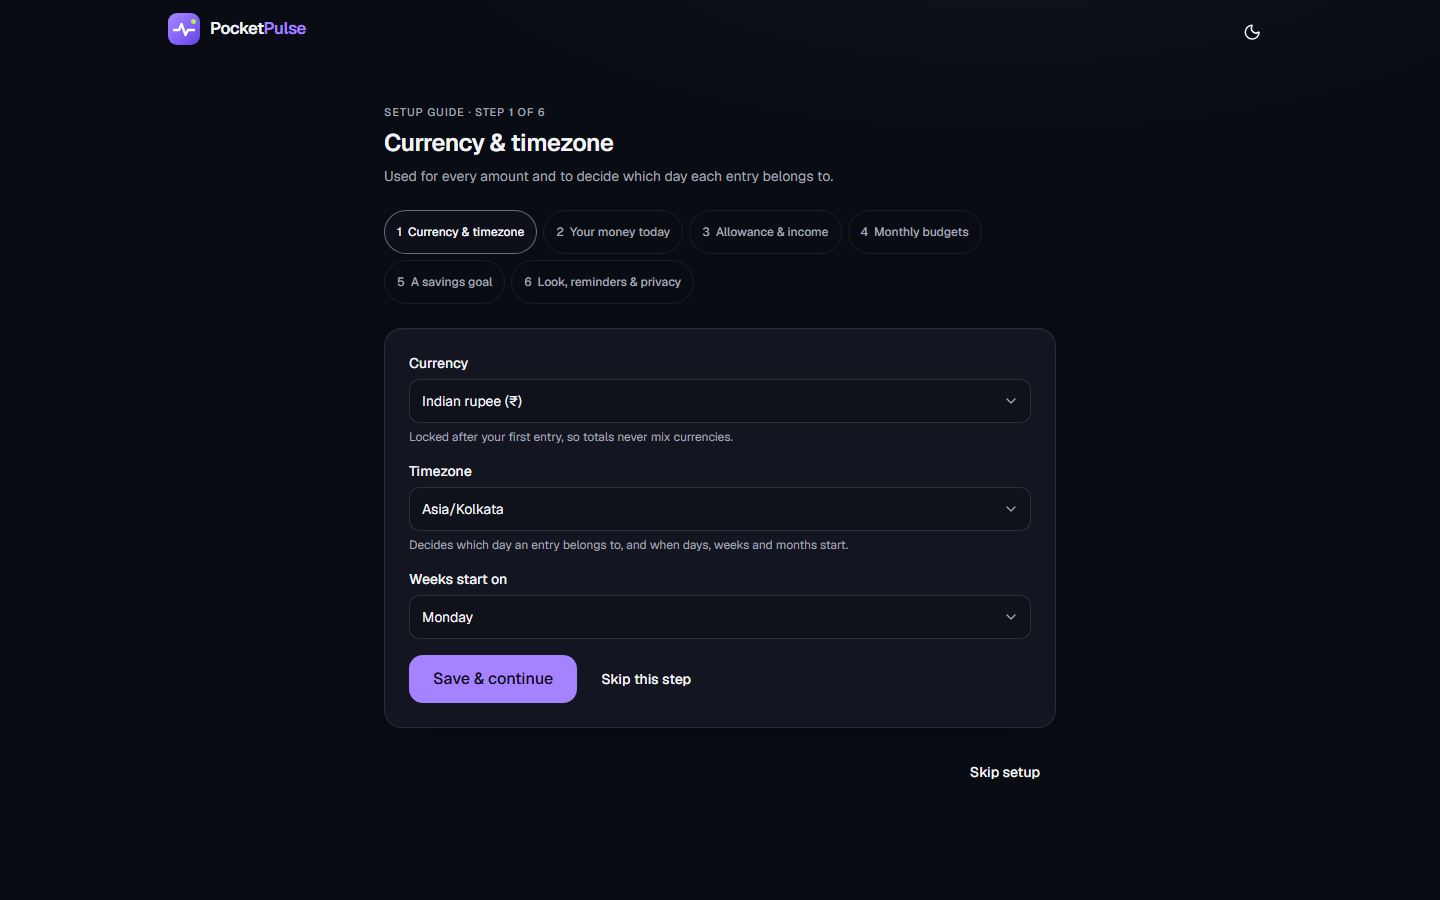 PocketPulse
SETUP GUIDE · STEP 1 OF 6
Currency & timezone
Used for every amount and to decide which day each entry belongs to.
1 Currency & timezone
2 Your money today
3 Allowance & income
4 Monthly budgets
5 A savings goal
6 Look, reminders & privacy
Currency
Indian rupee (₹)
Locked after your first entry, so totals never mix currencies.
Timezone
Asia/Kolkata
Decides which day an entry belongs to, and when days, weeks and months start.
Weeks start on
Monday
Save & continue
Skip this step
Skip setup